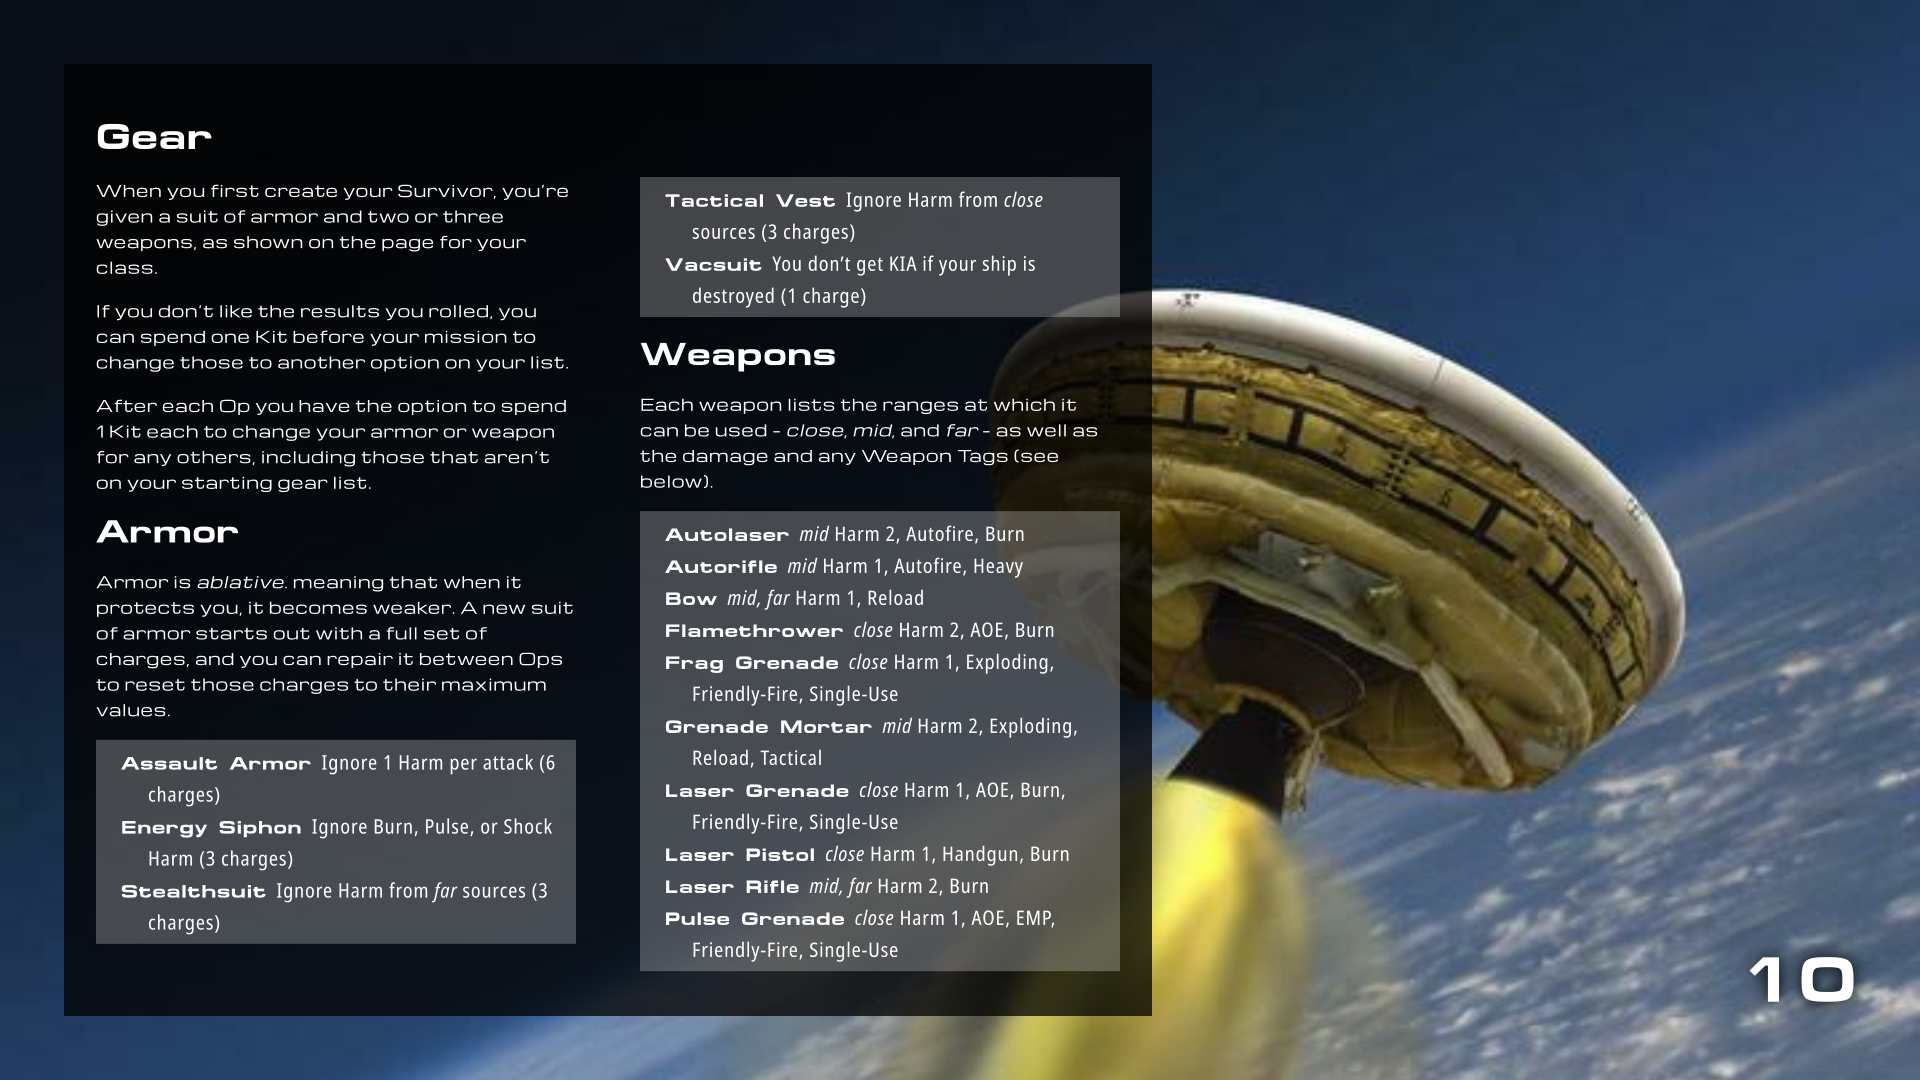 Gear
When you first create your Survivor, you're
given a suit of armor and two or three
weapons, as shown on the page for your
class.
If you don't like the results you rolled, you
can spend one Kit before your mission to
change those to another option on your list.
After each Op you have the option to spend
1 Kit each to change your armor or weapon
for any others, including those that aren't
on your starting gear list.
Armor
Armor is ablative. meaning that when it
protects you, it becomes weaker. A new suit
of armor starts out with a full set of
charges, and you can repair it between Ops
to reset those charges to their maximum
values.
Assault Armor Ignore 1 Harm per attack (6
charges)
Energy Siphon Ignore Burn, Pulse, or Shock
Harm (3 charges)
Stealthsuit Ignore Harm from far sources (3
charges)
Tactical Vest Ignore Harm from close
sources (3 charges)
Vacsuit You don't get KIA if your ship is
destroyed (1 charge)
Weapons
Each weapon lists the ranges at which it
can be used - close, mid, and far - as well as
the damage and any Weapon Tags (see
below).
Autolaser mid Harm 2, Autofire, Burn
Autorifle mid Harm 1, Autofire, Heavy
Bow mid, far Harm 1, Reload
Flamethrower close Harm 2, AOE, Burn
Frag Grenade close Harm 1, Exploding,
Friendly-Fire, Single-Use
Grenade Mortar mid Harm 2, Exploding,
Reload, Tactical
Laser Grenade close Harm 1, AOE, Burn,
Friendly-Fire, Single-Use
Laser Pistol close Harm 1, Handgun, Burn
Laser Rifle mid, far Harm 2, Burn
Pulse Grenade close Harm 1, AOE, EMP,
Friendly-Fire, Single-Use
10